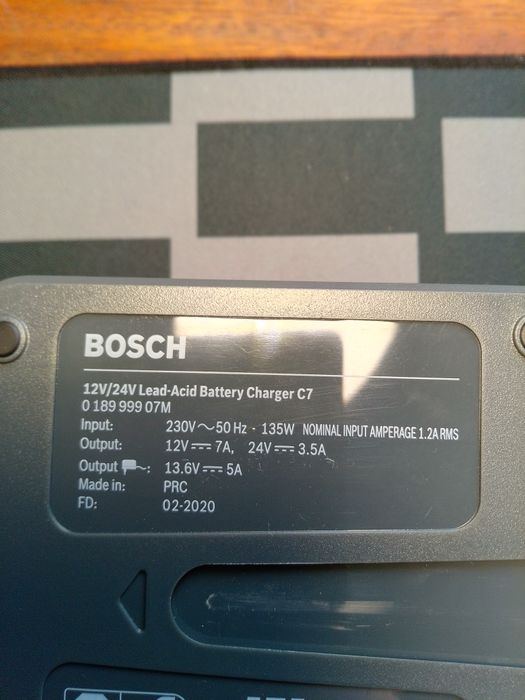 BOSCH
12V/24V Lead-Acid Battery Charger C7
0 189 999 07M
Input: 230V~50 Hz - 135W NOMINAL INPUT AMPERAGE 1.2A RMS
Output: 12V⎓7A, 24V⎓3.5A
Output : 13.6V⎓5A
Made in: PRC
FD: 02-2020